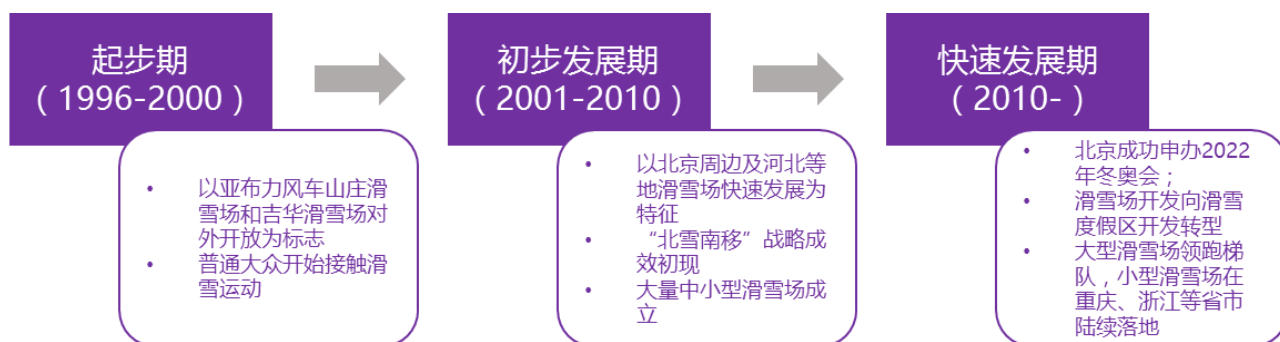 起步期
（1996-2000）
• 以亚布力风车山庄滑
雪场和吉华滑雪场对
外开放为标志
• 普通大众开始接触滑
雪运动
初步发展期
（2001-2010）
• 以北京周边及河北等
地滑雪场快速发展为
特征
• “北雪南移”战略成
效初现
• 大量中小型滑雪场成
立
快速发展期
（2010-）
• 北京成功申办2022
年冬奥会；
• 滑雪场开发向滑雪
度假区开发转型
• 大型滑雪场领跑梯
队，小型滑雪场在
重庆、浙江等省市
陆续落地